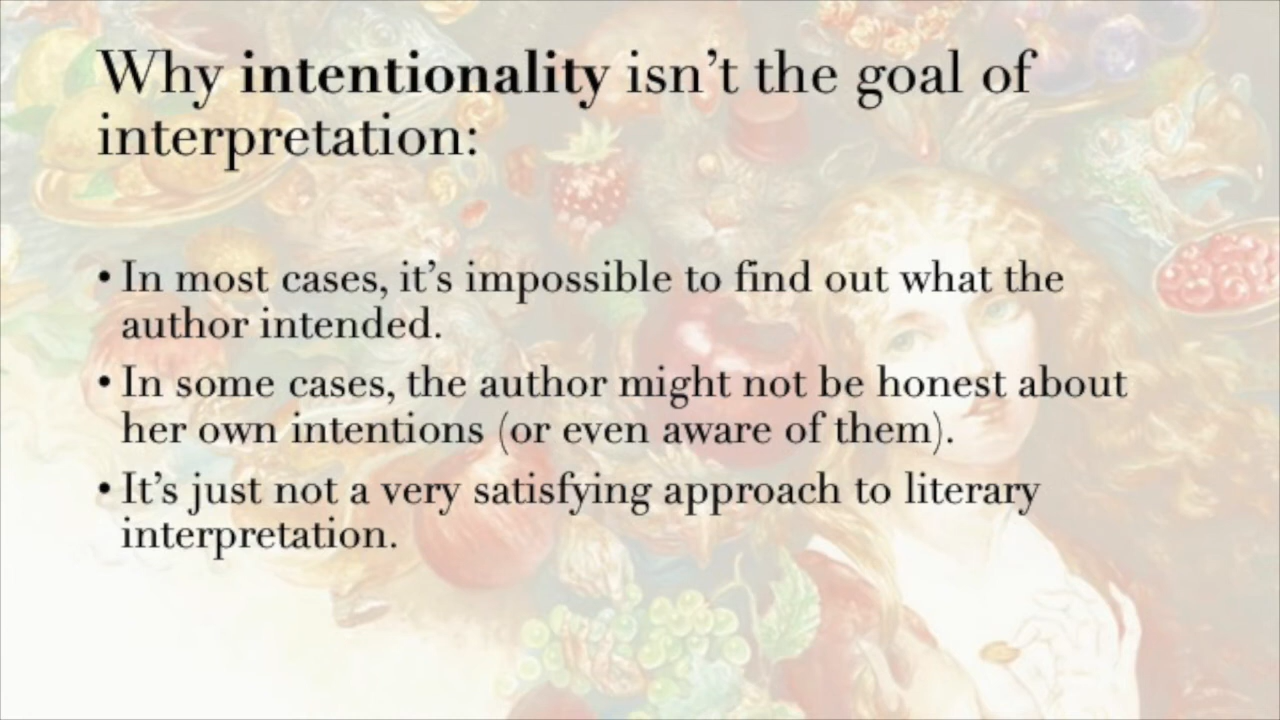 Why intentionality isn’t the goal of
interpretation:
• In most cases, it’s impossible to find out what the
author intended.
• In some cases, the author might not be honest about
her own intentions (or even aware of them).
• It’s just not a very satisfying approach to literary
interpretation.